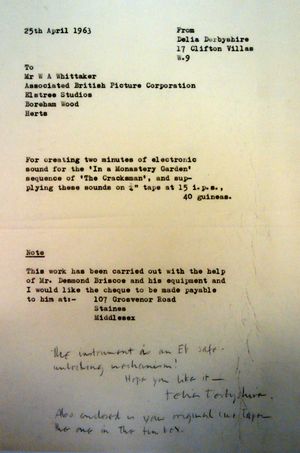 25th April 1963
From
Delia Derbyshire
17 Clifton Villas
W.9
To
Mr W A Whittaker
Associated British Picture Corporation
Elstree Studios
Boreham Wood
Herts
For creating two minutes of electronic
sound for the 'In a Monastery Garden'
sequence of 'The Cracksman', and sup-
plying these sounds on ¼" tape at 15 i.p.s.,
40 guineas.
Note
This work has been carried out with the help
of Mr. Desmond Briscoe and his equipment and
I would like the cheque to be made payable
to him at:- 107 Grosvenor Road
Staines
Middlesex
The instrument is an Eb safe-
unlocking mechanism!
Hope you like it —
Delia Derbyshire.
Also enclosed is your original tape
the one in the tin box.